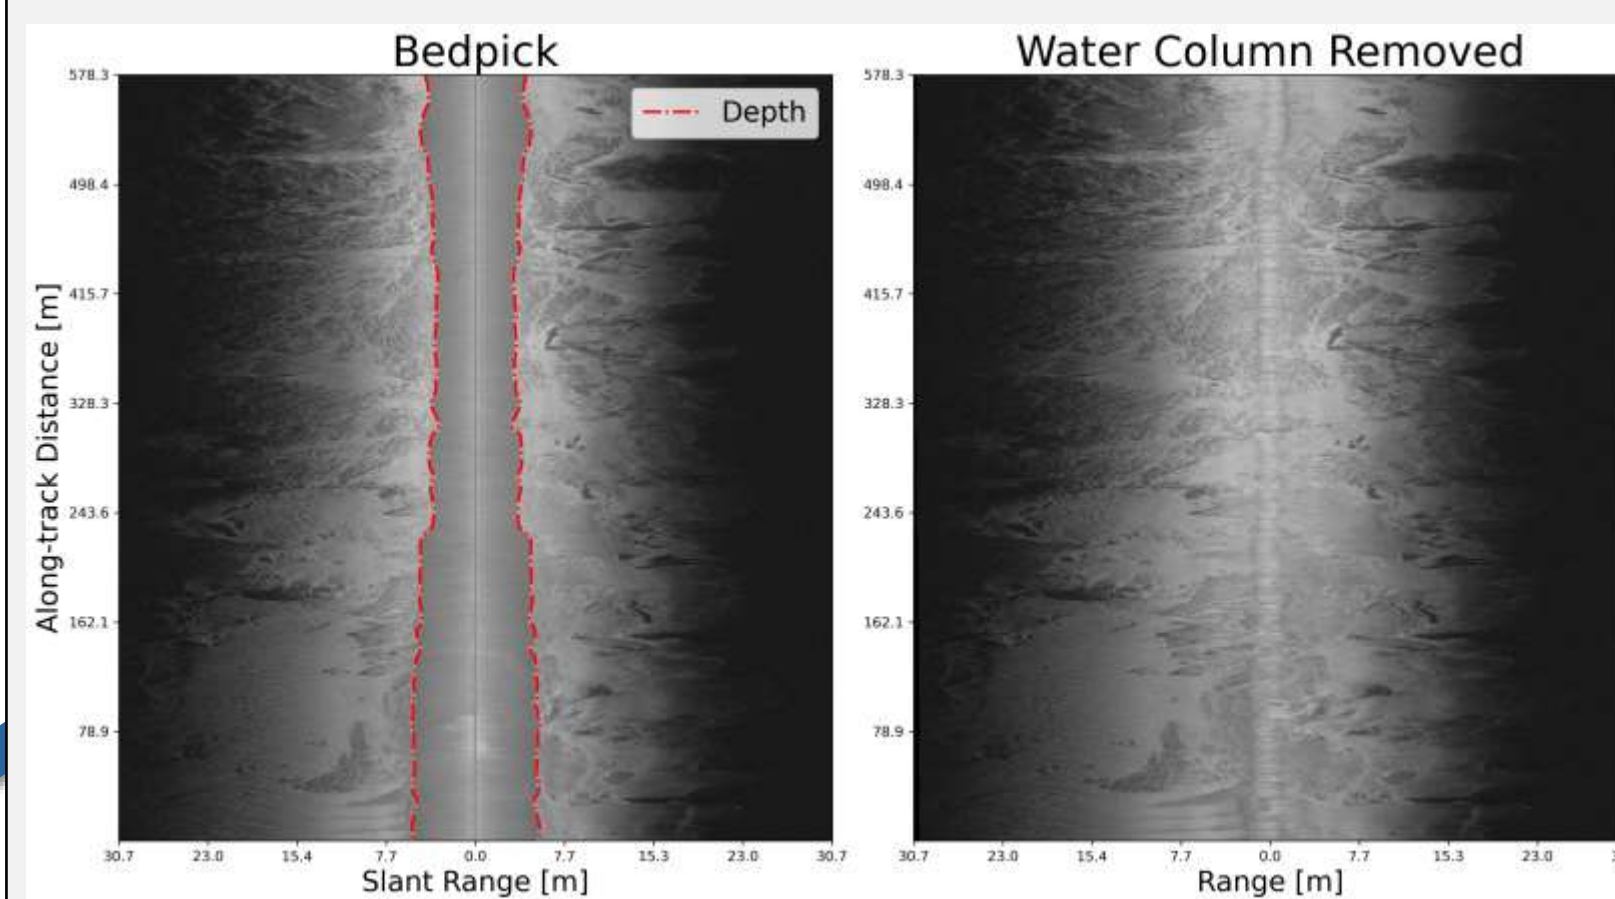 Bedpick
Water Column Removed
578.3
498.4
415.7
328.3
243.6
162.1
78.9
Along-track Distance [m]
Depth
30.7 23.0 15.4 7.7 0.0 7.7 15.3 23.0 30.7
Slant Range [m]
578.3
498.4
415.7
328.3
243.6
162.1
78.9
30.7 23.0 15.4 7.7 0.0 7.7 15.3 23.0
Range [m]